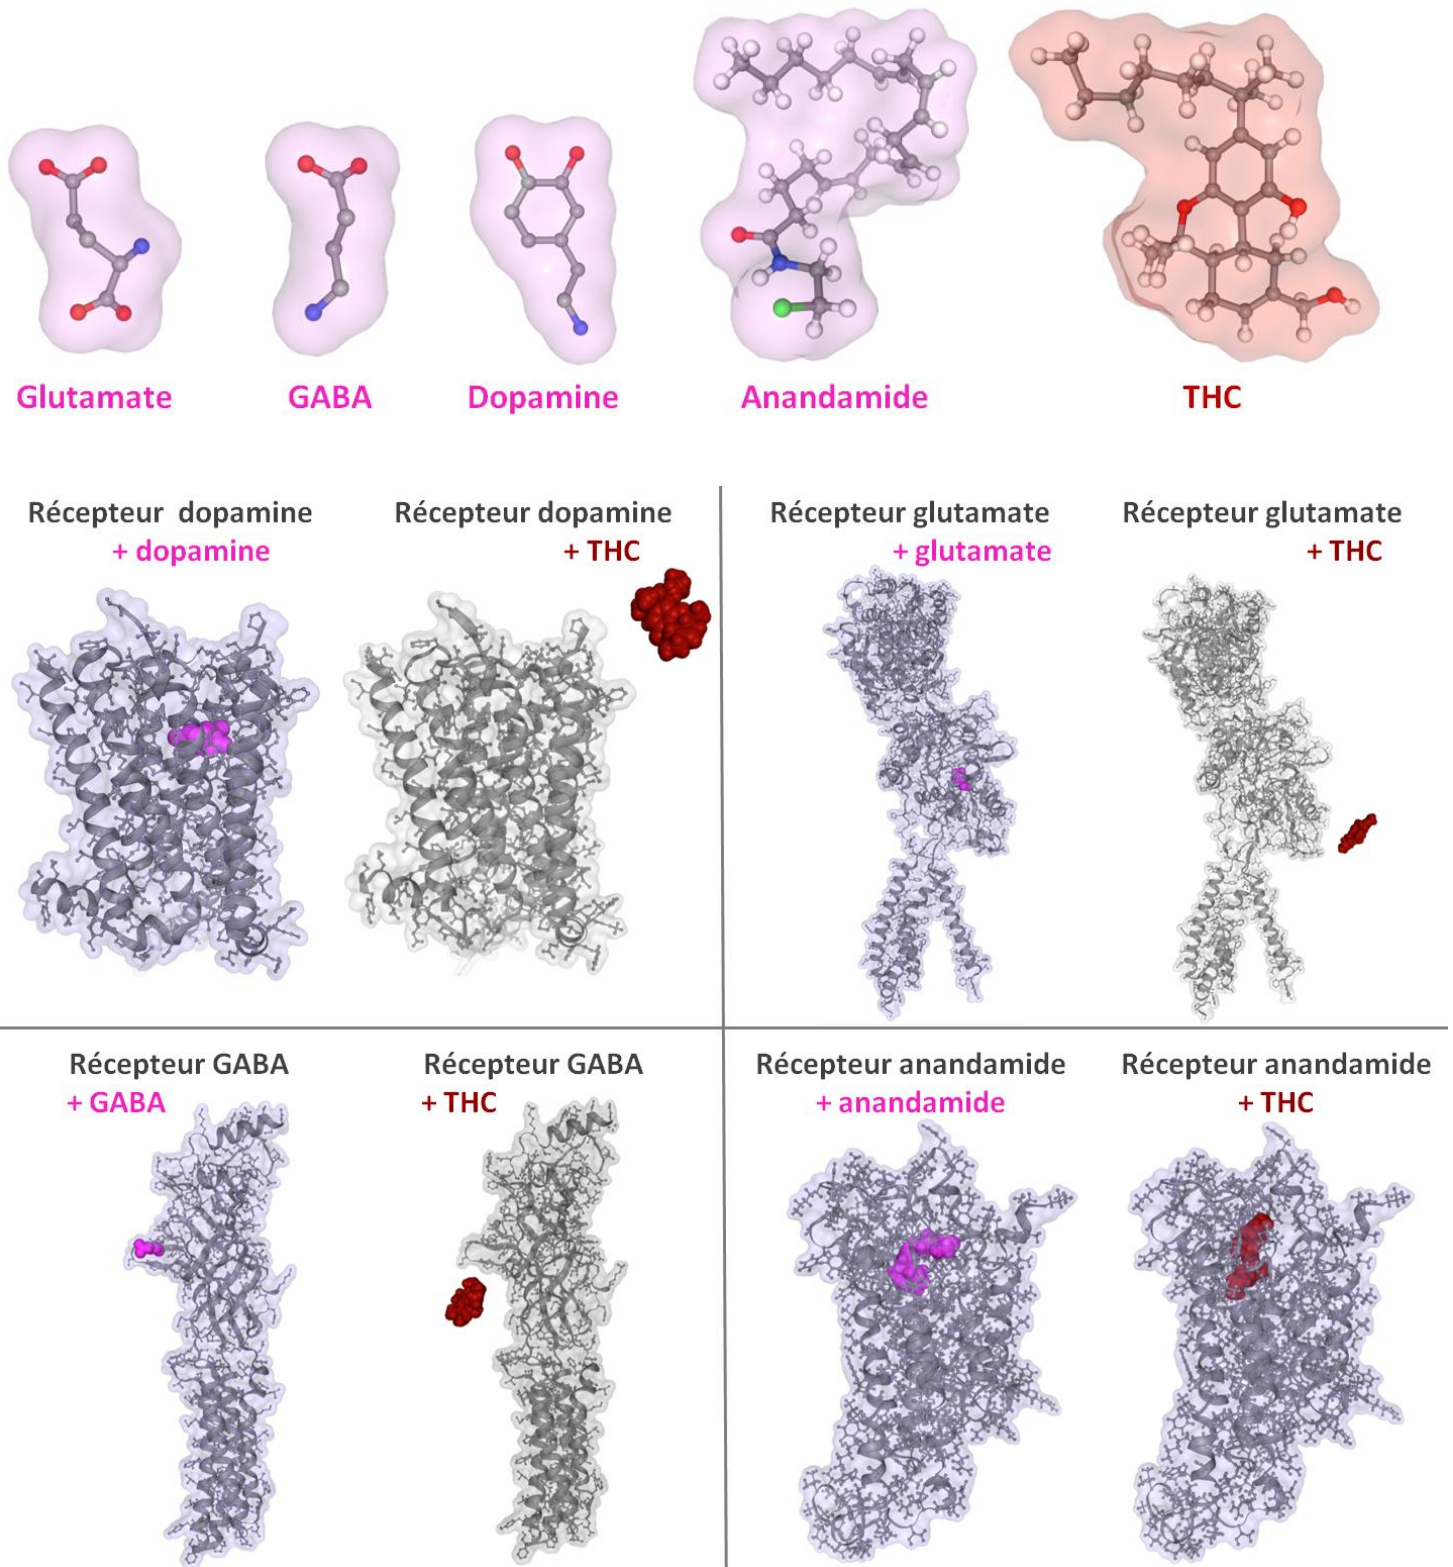 Glutamate
GABA
Dopamine
Anandamide
THC
Récepteur dopamine
+ dopamine
Récepteur dopamine
+ THC
Récepteur glutamate
+ glutamate
Récepteur glutamate
+ THC
Récepteur GABA
+ GABA
Récepteur GABA
+ THC
Récepteur anandamide
+ anandamide
Récepteur anandamide
+ THC